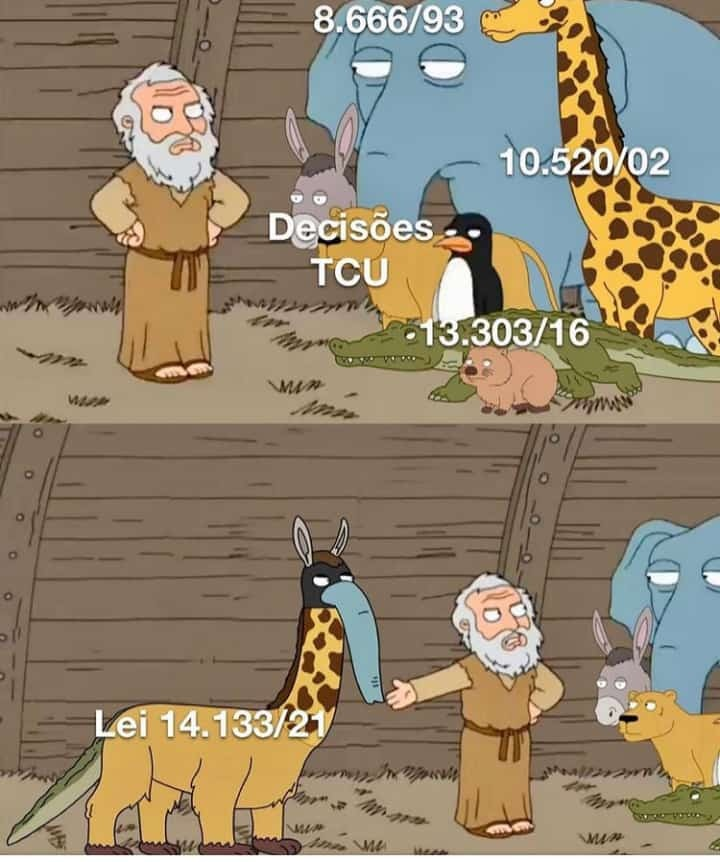 8.666/93
10.520/02
Decisões
TCU
13.303/16
Lei 14.133/21